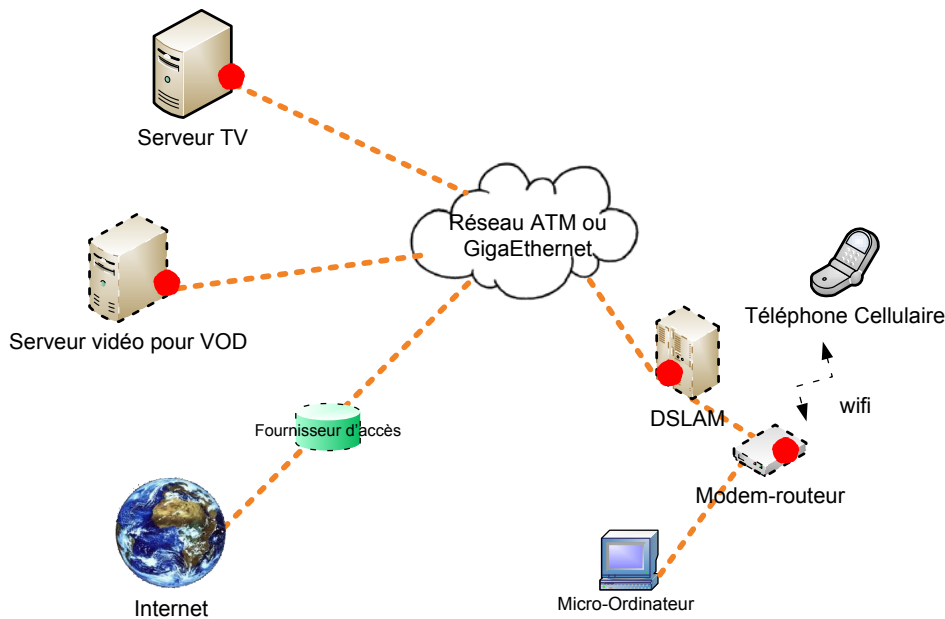 Serveur TV
Réseau ATM ou
GigaEthernet
Téléphone Cellulaire
Serveur vidéo pour VOD
wifi
DSLAM
Fournisseur d'accès
Modem-routeur
Internet
Micro-Ordinateur